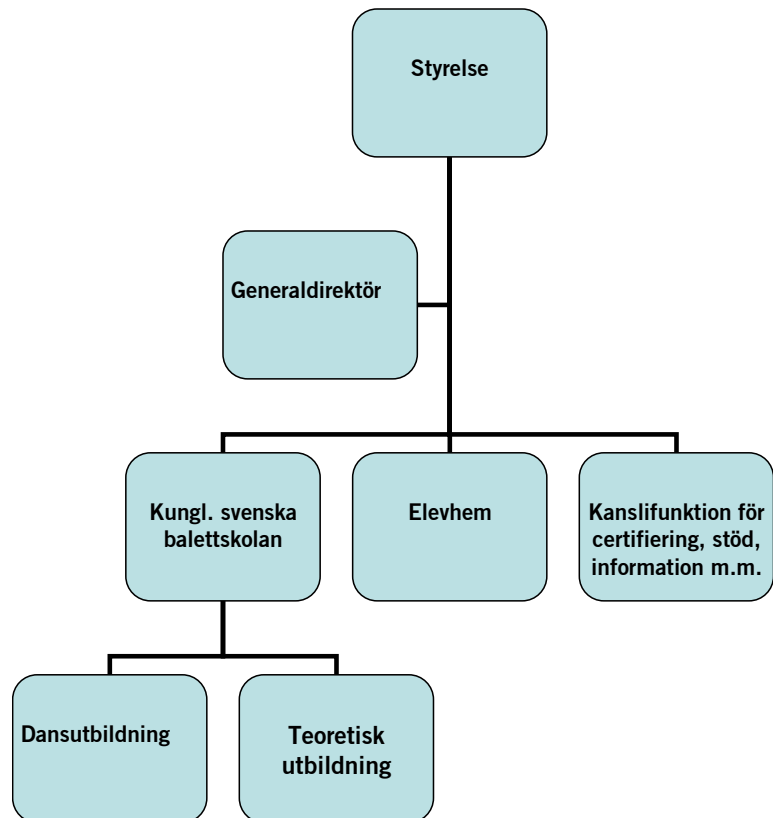 Styrelse
Generaldirektör
Kungl. svenska
balettskolan
Elevhem
Kanslifunktion för
certifiering, stöd,
information m.m.
Dansutbildning
Teoretisk
utbildning